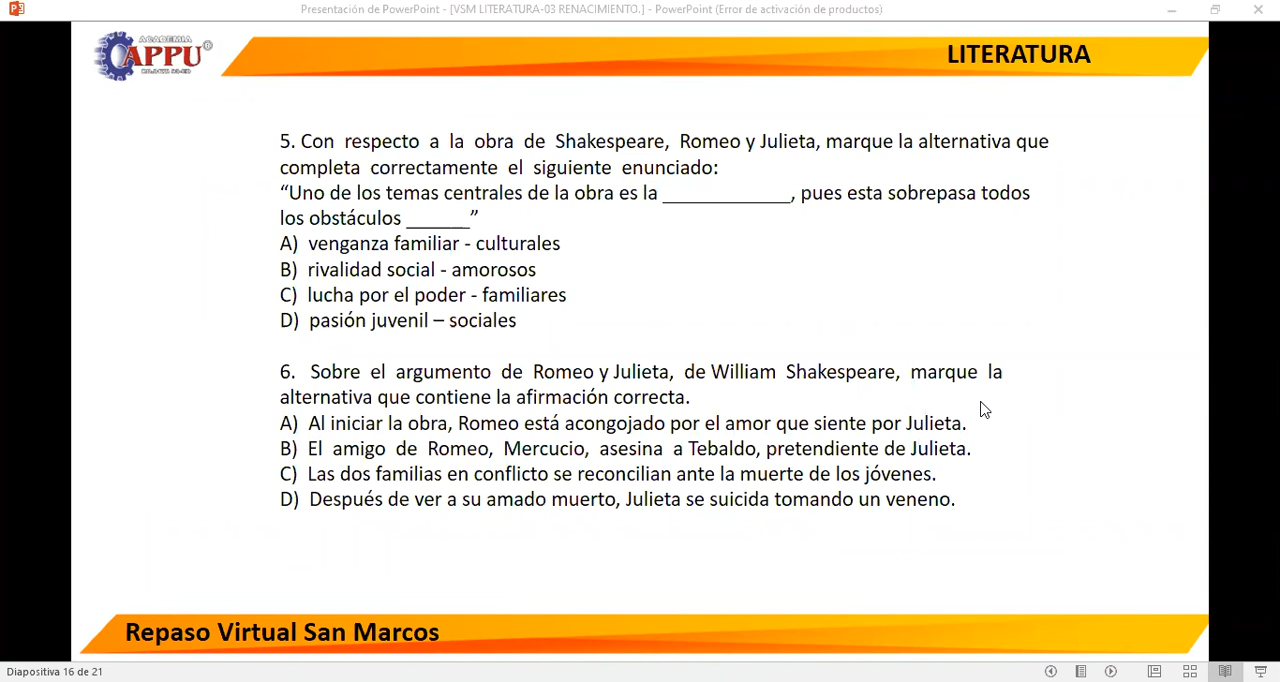 Presentación de PowerPoint - [VSM LITERATURA-03 RENACIMIENTO.] - PowerPoint (Error de activación de productos)
ACADEMIA
APPU
LITERATURA
5. Con respecto a la obra de Shakespeare, Romeo y Julieta, marque la alternativa que
completa correctamente el siguiente enunciado:
“Uno de los temas centrales de la obra es la _____________, pues esta sobrepasa todos
los obstáculos ______”
A) venganza familiar - culturales
B) rivalidad social - amorosos
C) lucha por el poder - familiares
D) pasión juvenil – sociales
6. Sobre el argumento de Romeo y Julieta, de William Shakespeare, marque la
alternativa que contiene la afirmación correcta.
A) Al iniciar la obra, Romeo está acongojado por el amor que siente por Julieta.
B) El amigo de Romeo, Mercucio, asesina a Tebaldo, pretendiente de Julieta.
C) Las dos familias en conflicto se reconcilian ante la muerte de los jóvenes.
D) Después de ver a su amado muerto, Julieta se suicida tomando un veneno.
Repaso Virtual San Marcos
Diapositiva 16 de 21